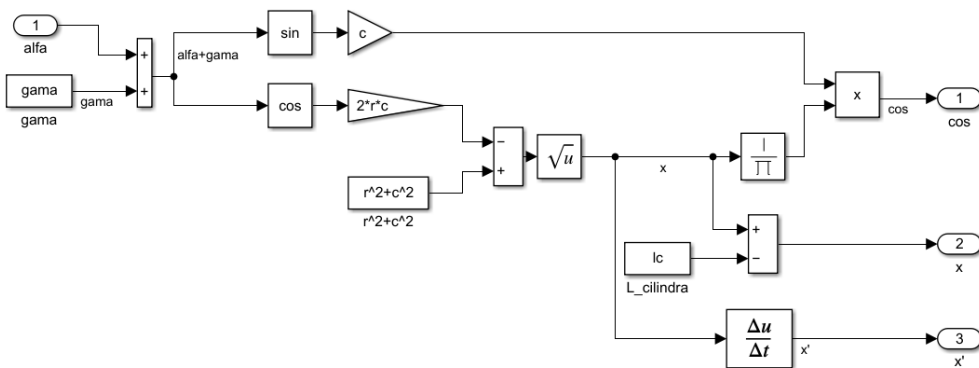 1
alfa
gama
gama
gama
+
+
alfa+gama
sin
c
cos
2*r*c
−
+
r^2+c^2
r^2+c^2
√u
x
1
∏
x
cos
1
cos
+
−
lc
L_cilindra
2
x
Δu
Δt
x'
3
x'